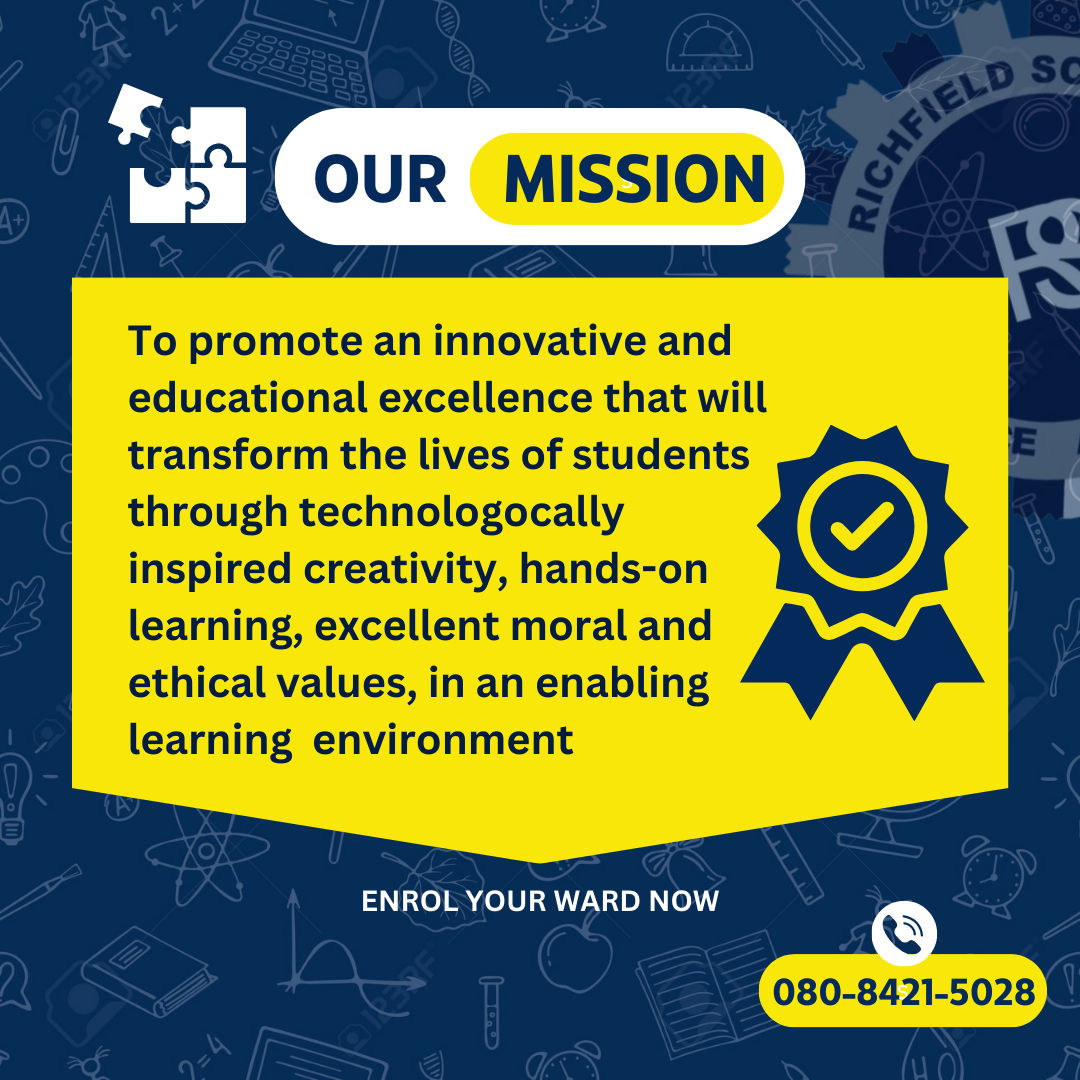 OUR MISSION
RICHFIELD SC
To promote an innovative and
educational excellence that will
transform the lives of students
through technologocally
inspired creativity, hands-on
learning, excellent moral and
ethical values, in an enabling
learning environment
ENROL YOUR WARD NOW
080-8421-5028